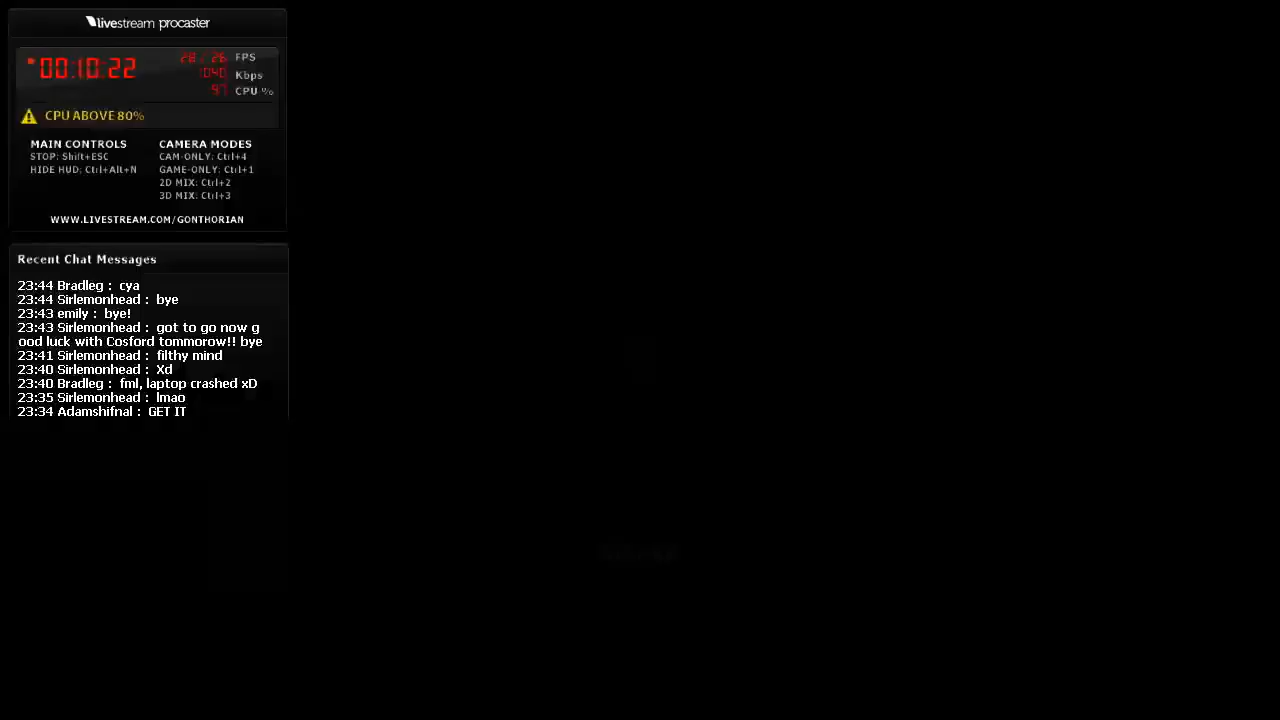 livestream procaster
00:10:22
28 / 26 FPS
1040 Kbps
97 CPU %
CPU ABOVE 80%
MAIN CONTROLS
STOP: Shift+ESC
HIDE HUD: Ctrl+Alt+N
CAMERA MODES
CAM-ONLY: Ctrl+4
GAME-ONLY: Ctrl+1
2D MIX: Ctrl+2
3D MIX: Ctrl+3
WWW.LIVESTREAM.COM/GONTHORIAN
Recent Chat Messages
23:44 Bradleg : cya
23:44 Sirlemonhead : bye
23:43 emily : bye!
23:43 Sirlemonhead : got to go now g
ood luck with Cosford tommorow!! bye
23:41 Sirlemonhead : filthy mind
23:40 Sirlemonhead : Xd
23:40 Bradleg : fml, laptop crashed xD
23:35 Sirlemonhead : lmao
23:34 Adamshifnal : GET IT